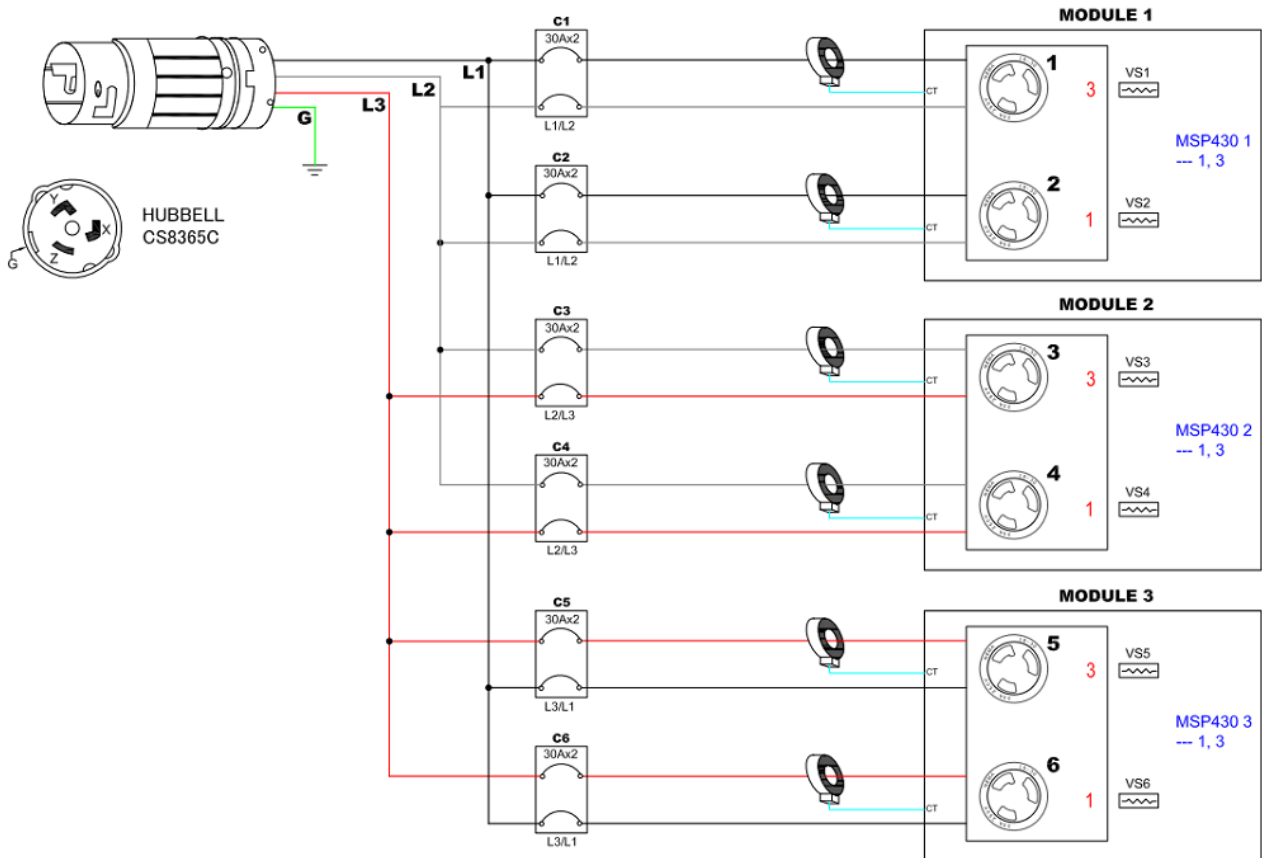 L1
L2
L3
G
Y
X
Z
G
HUBBELL
CS8365C
C1
30Ax2
L1/L2
C2
30Ax2
L1/L2
C3
30Ax2
L2/L3
C4
30Ax2
L2/L3
C5
30Ax2
L3/L1
C6
30Ax2
L3/L1
MODULE 1
CT
1
3
VS1
MSP430 1
--- 1, 3
CT
2
1
VS2
MODULE 2
CT
3
3
VS3
MSP430 2
--- 1, 3
CT
4
1
VS4
MODULE 3
CT
5
3
VS5
MSP430 3
--- 1, 3
CT
6
1
VS6